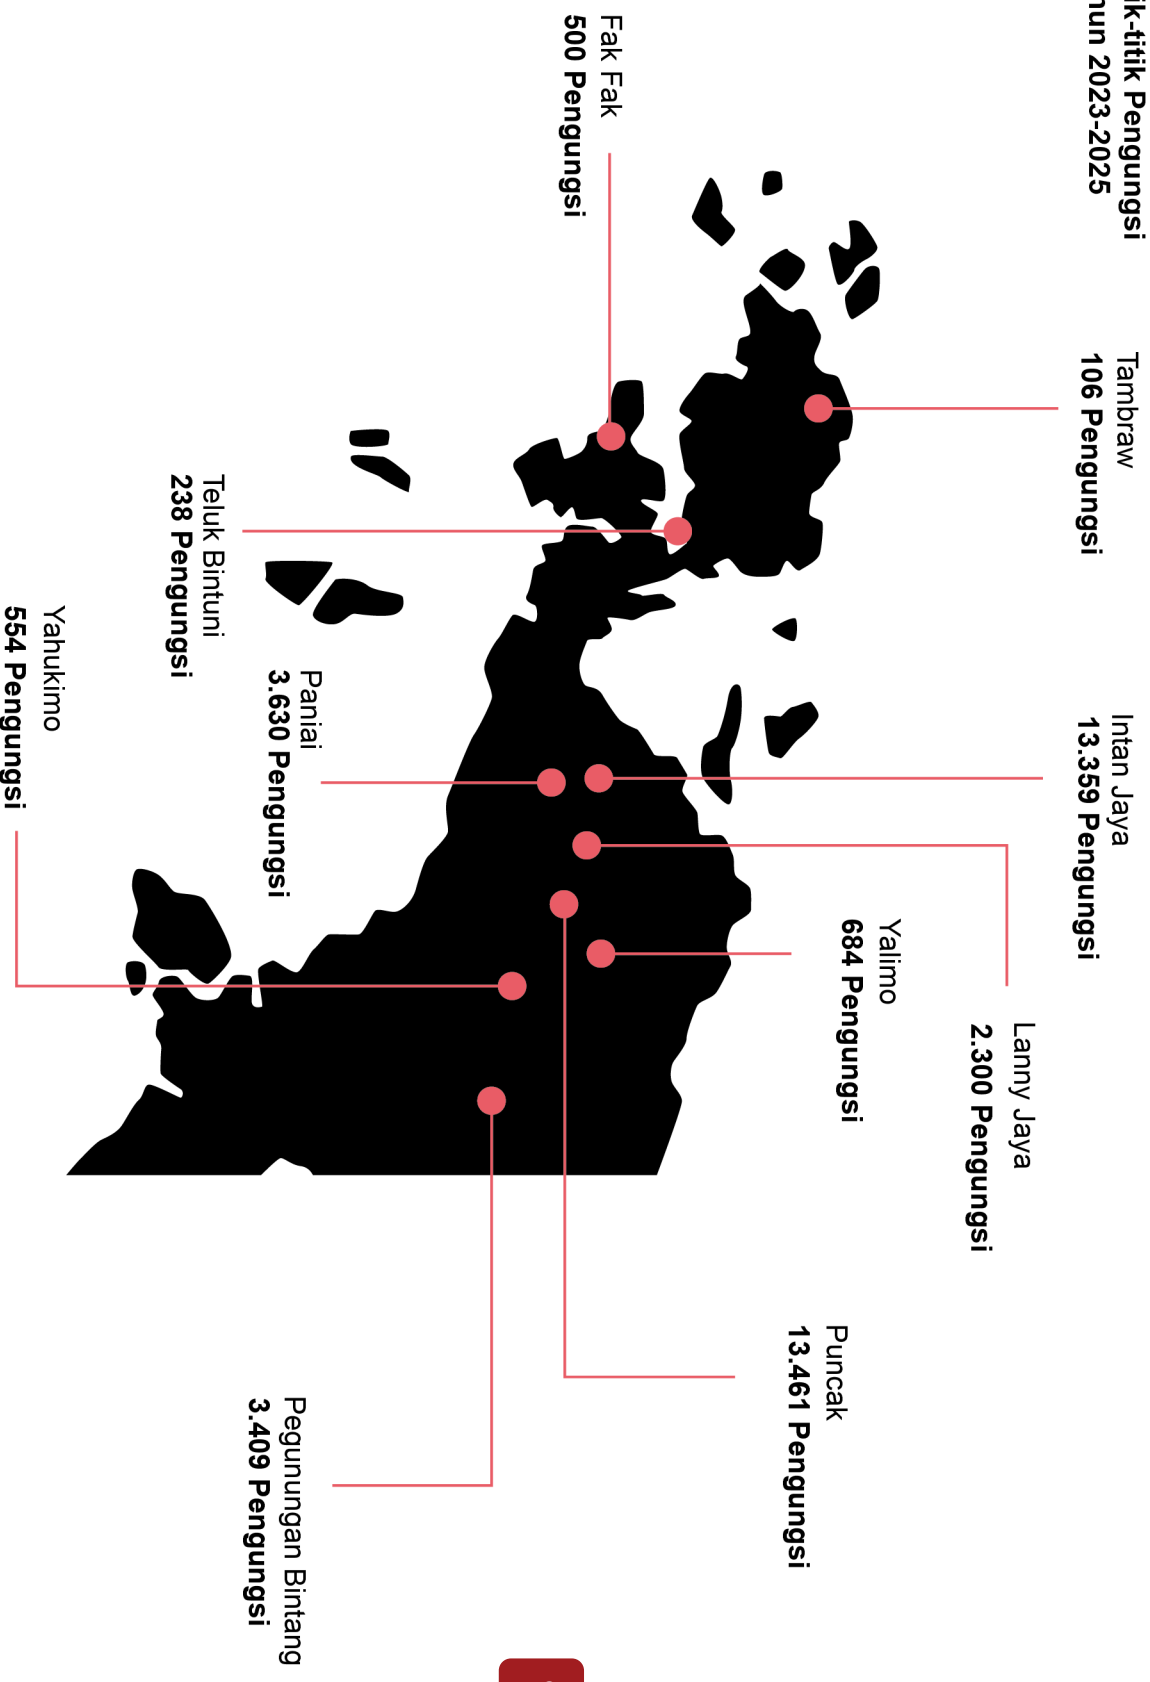 ik-titik Pengungsi
hun 2023-2025
Fak Fak
500 Pengungsi
Tambraw
106 Pengungsi
Teluk Bintuni
238 Pengungsi
Yahukimo
554 Pengungsi
Paniai
3.630 Pengungsi
Intan Jaya
13.359 Pengungsi
Yalimo
684 Pengungsi
Lanny Jaya
2.300 Pengungsi
Puncak
13.461 Pengungsi
Pegunungan Bintang
3.409 Pengungsi